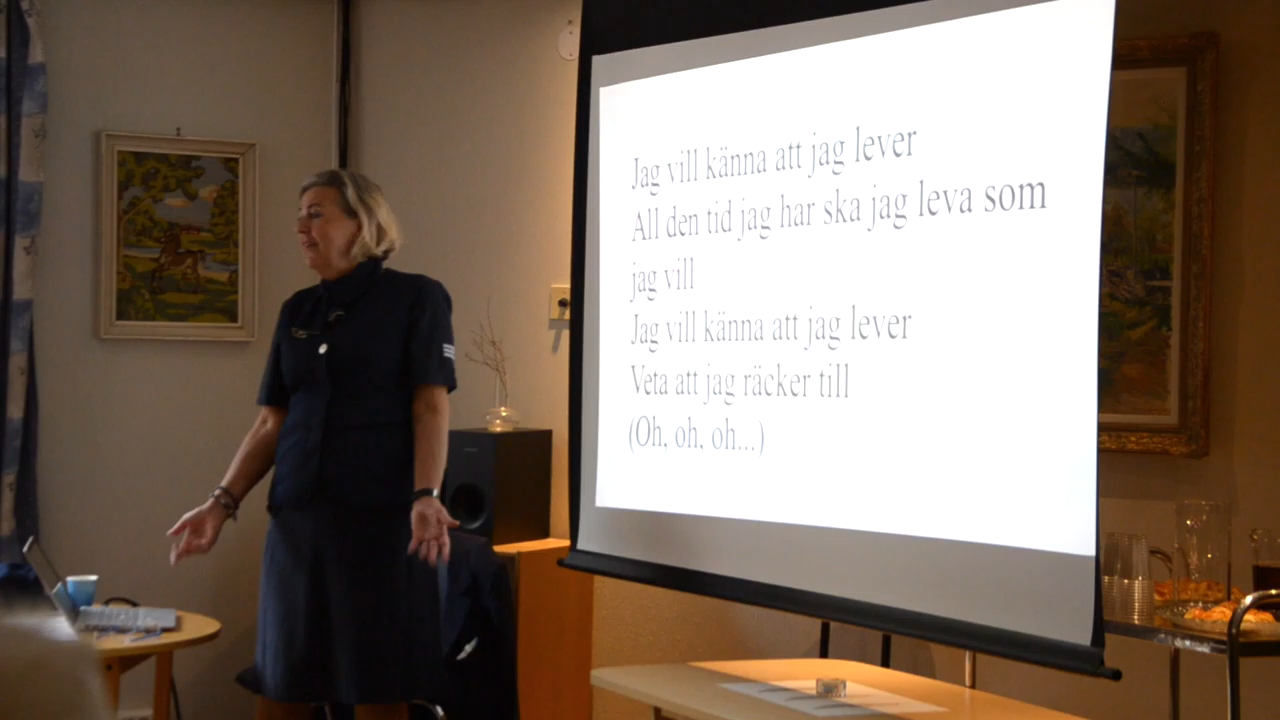 Jag vill känna att jag lever
All den tid jag har ska jag leva som
jag vill
Jag vill känna att jag lever
Veta att jag räcker till
(Oh, oh, oh...)